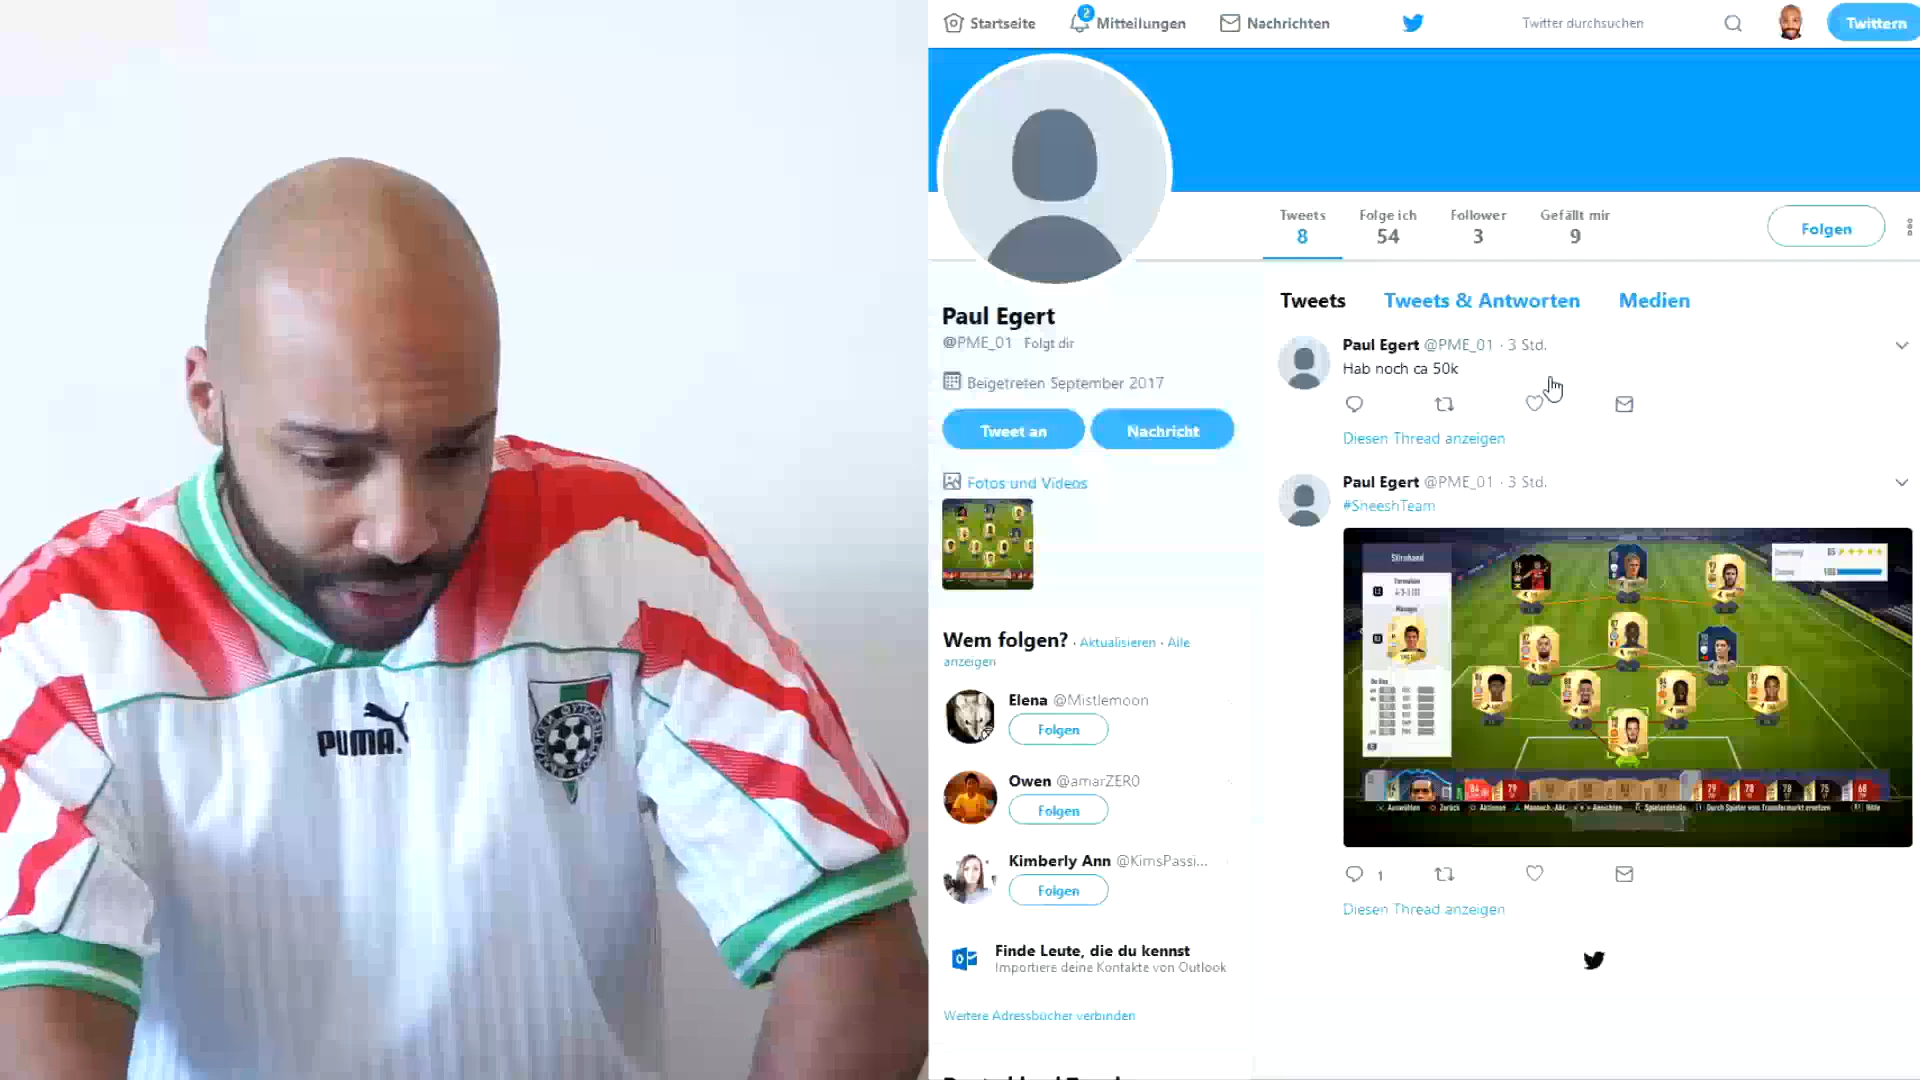 Startseite
2
Mitteilungen
Nachrichten
Twitter durchsuchen
Twittern
Tweets
8
Folge ich
54
Follower
3
Gefällt mir
9
Folgen
Paul Egert
@PME_01 Folgt dir
Beigetreten September 2017
Tweet an
Nachricht
Fotos und Videos
Wem folgen? · Aktualisieren · Alle
anzeigen
Elena @Mistlemoon
Folgen
Owen @amarZER0
Folgen
Kimberly Ann @KimsPassi...
Folgen
Finde Leute, die du kennst
Importiere deine Kontakte von Outlook
Weitere Adressbücher verbinden
Tweets
Tweets & Antworten
Medien
Paul Egert @PME_01 · 3 Std.
Hab noch ca 50k
Diesen Thread anzeigen
Paul Egert @PME_01 · 3 Std.
#SheeshTeam
1
Diesen Thread anzeigen
PUMA.